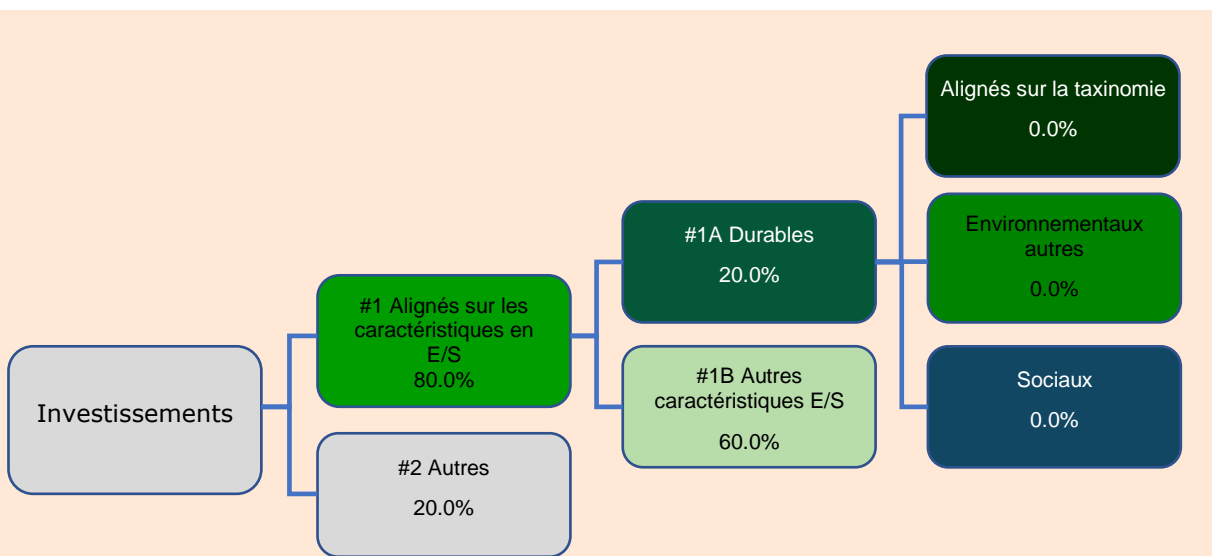 Investissements
#1 Alignés sur les
caractéristiques en
E/S
80.0%
#2 Autres
20.0%
#1A Durables
20.0%
#1B Autres
caractéristiques E/S
60.0%
Alignés sur la taxinomie
0.0%
Environnementaux
autres
0.0%
Sociaux
0.0%